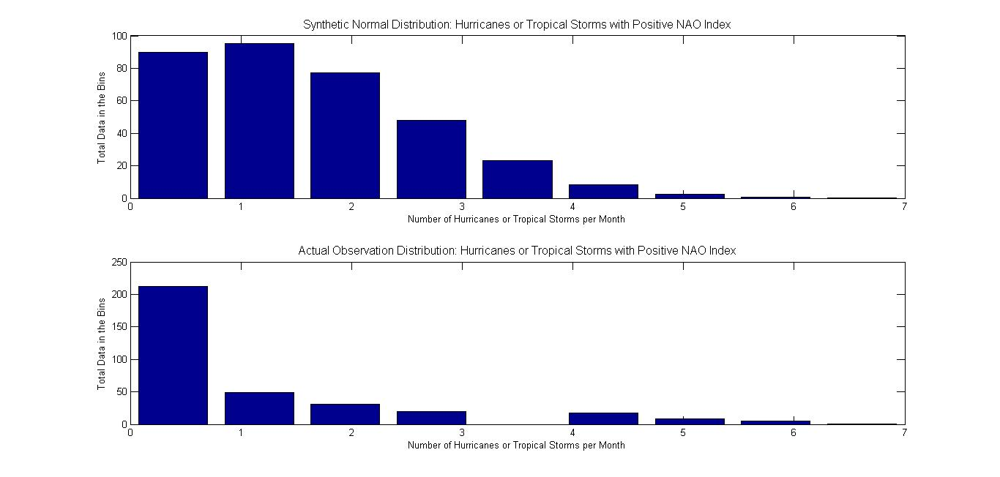 Synthetic Normal Distribution: Hurricanes or Tropical Storms with Positive NAO Index
100
80
60
40
20
0
Total Data in the Bins
0 1 2 3 4 5 6 7
Number of Hurricanes or Tropical Storms per Month
Actual Observation Distribution: Hurricanes or Tropical Storms with Positive NAO Index
250
200
150
100
50
0
Total Data in the Bins
0 1 2 3 4 5 6 7
Number of Hurricanes or Tropical Storms per Month